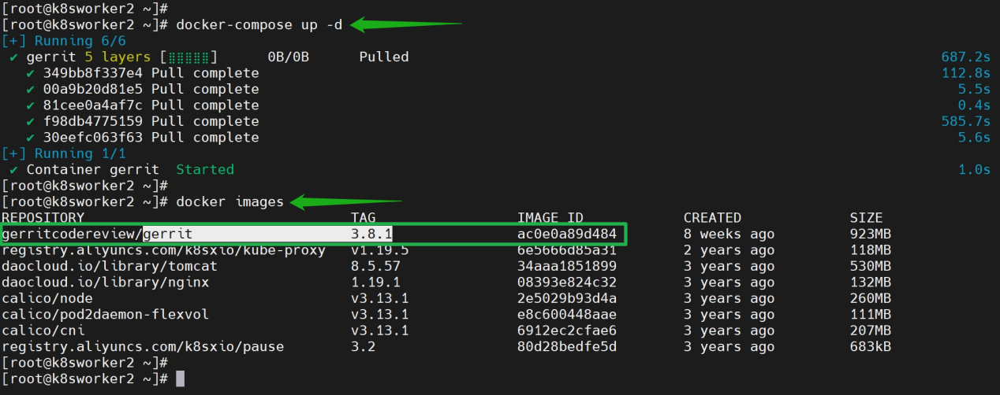 [root@k8sworker2 ~]#
[root@k8sworker2 ~]# docker-compose up -d
[+] Running 6/6
✔ gerrit 5 layers [⣿⣿⣿⣿⣿] 0B/0B Pulled 687.2s
✔ 349bb8f337e4 Pull complete 112.8s
✔ 00a9b20d81e5 Pull complete 5.5s
✔ 81cee0a4af7c Pull complete 0.4s
✔ f98db4775159 Pull complete 585.7s
✔ 30eefc063f63 Pull complete 5.6s
[+] Running 1/1
✔ Container gerrit Started 1.0s
[root@k8sworker2 ~]#
[root@k8sworker2 ~]# docker images
REPOSITORY TAG IMAGE ID CREATED SIZE
gerritcodereview/gerrit 3.8.1 ac0e0a89d484 8 weeks ago 923MB
registry.aliyuncs.com/k8sxio/kube-proxy v1.19.5 6e5666d85a31 2 years ago 118MB
daocloud.io/library/tomcat 8.5.57 34aaa1851899 3 years ago 530MB
daocloud.io/library/nginx 1.19.1 08393e824c32 3 years ago 132MB
calico/node v3.13.1 2e5029b93d4a 3 years ago 260MB
calico/pod2daemon-flexvol v3.13.1 e8c600448aae 3 years ago 111MB
calico/cni v3.13.1 6912ec2cfae6 3 years ago 207MB
registry.aliyuncs.com/k8sxio/pause 3.2 80d28bedfe5d 3 years ago 683kB
[root@k8sworker2 ~]#
[root@k8sworker2 ~]#